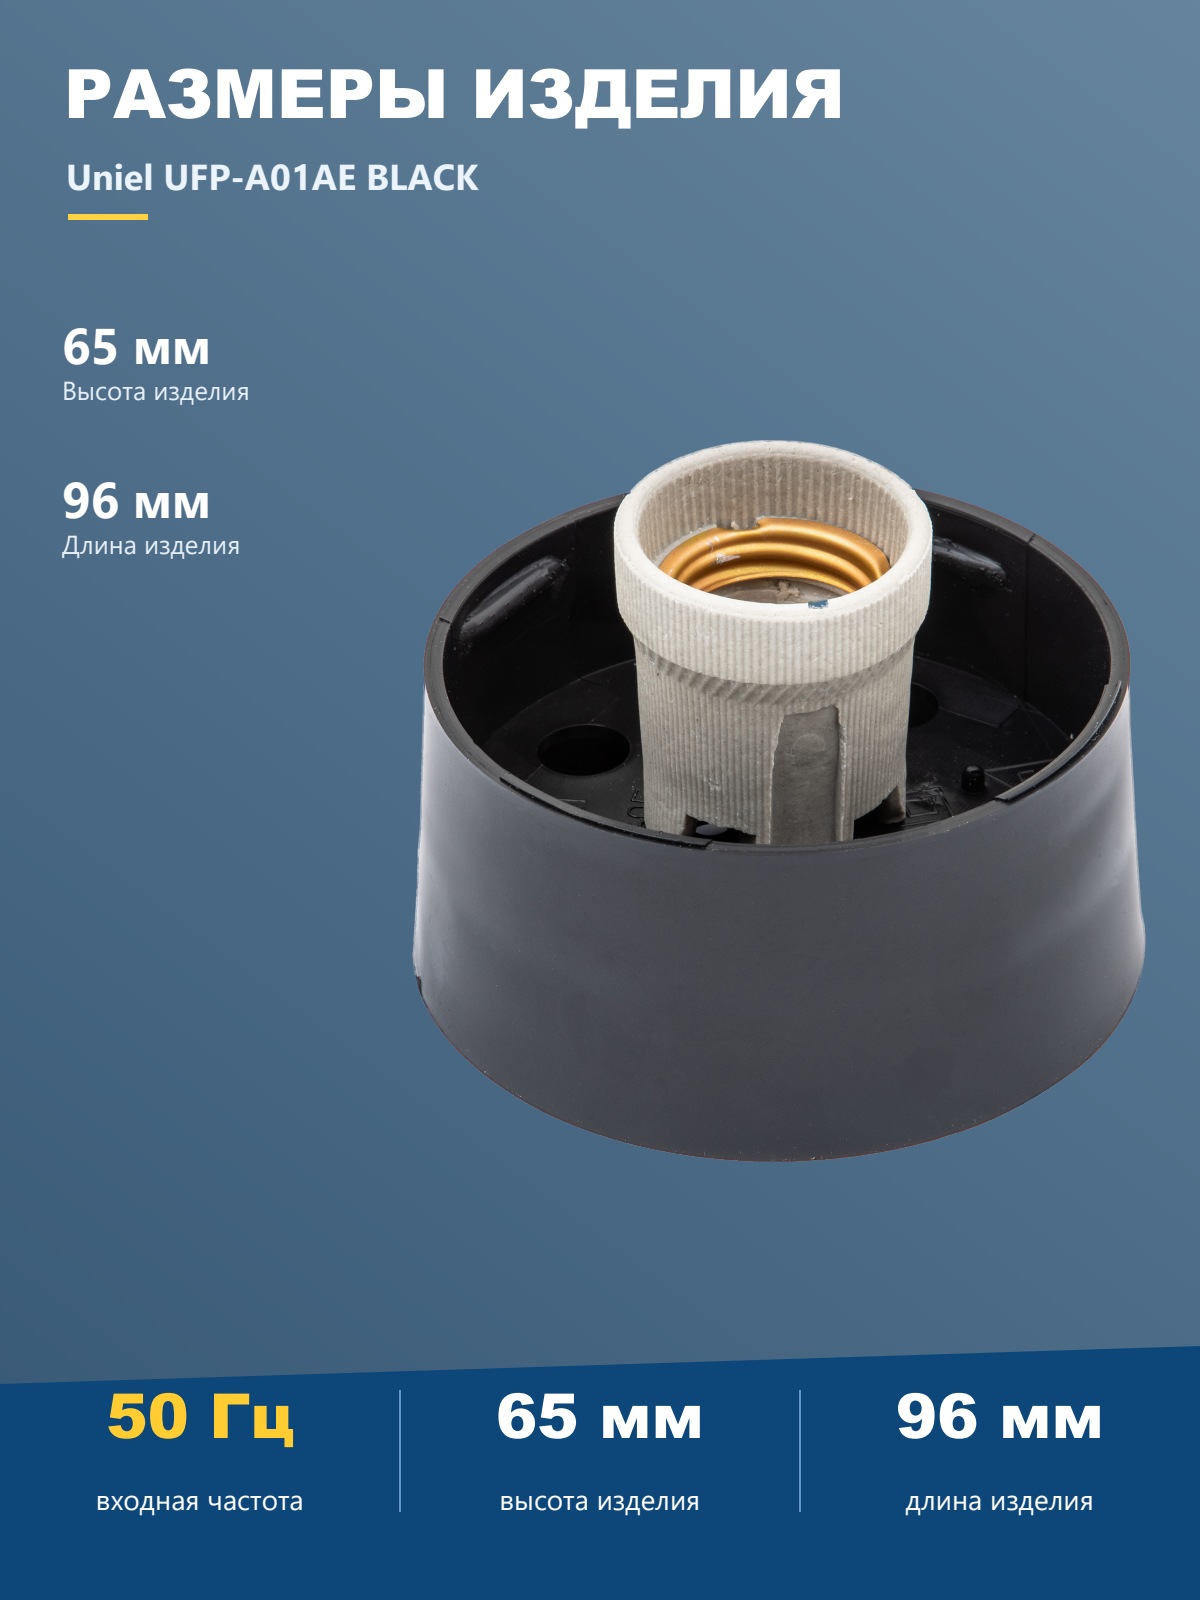 РАЗМЕРЫ ИЗДЕЛИЯ
Uniel UFP-A01AE BLACK
65 мм
Высота изделия
96 мм
Длина изделия
50 Гц
входная частота
65 мм
высота изделия
96 мм
длина изделия